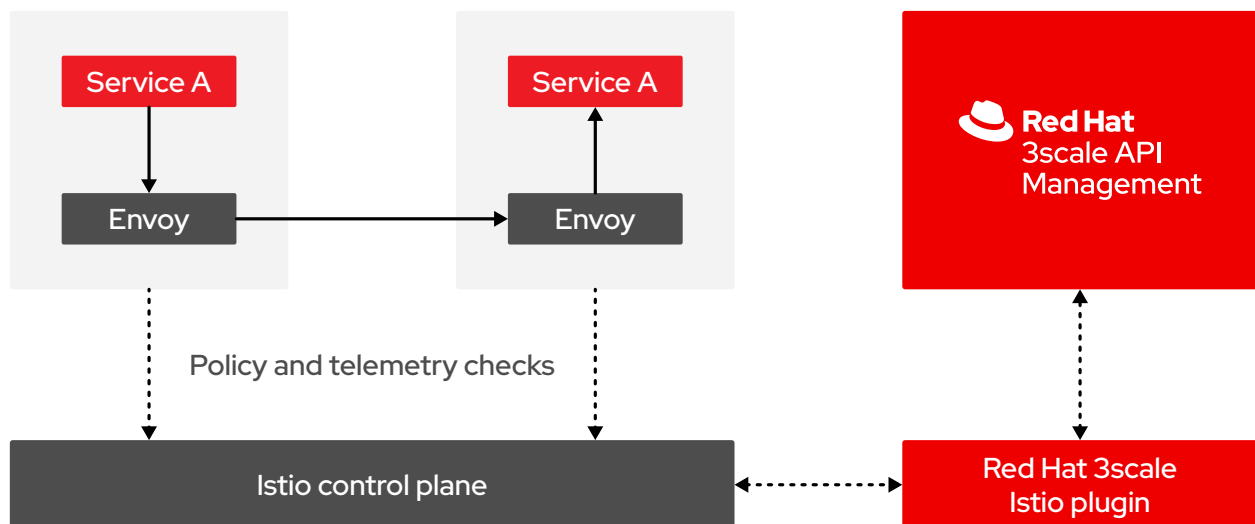 Service A
Service A
Red Hat
3scale API
Management
Envoy
Envoy
Policy and telemetry checks
Istio control plane
Red Hat 3scale
Istio plugin